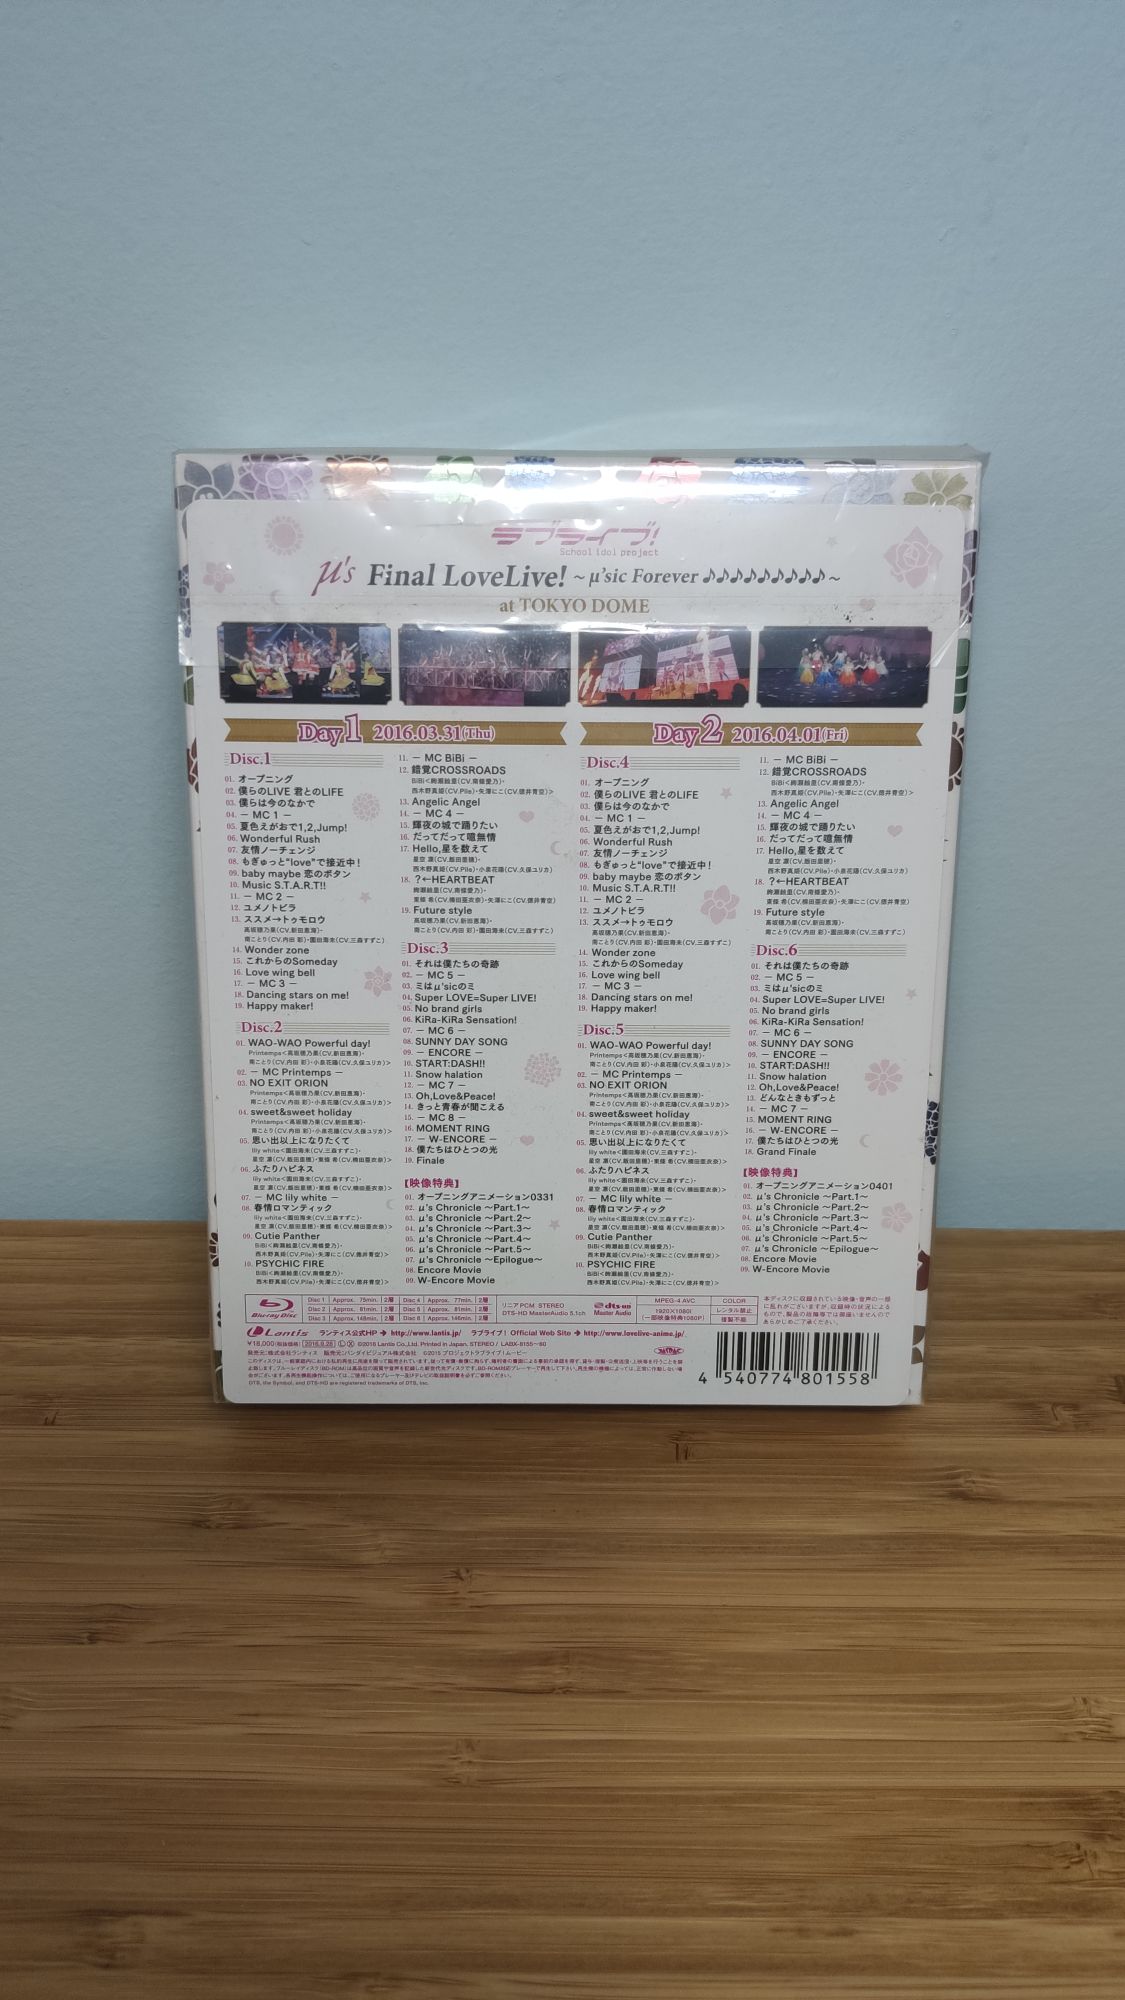 ラブライブ!
School idol project
μ's Final LoveLive! ~μ'sic Forever♪♪♪♪♪♪♪♪♪~
at TOKYO DOME
Day1 2016.03.31(Thu)
Disc.1
01. オープニング
02. 僕らのLIVE 君とのLIFE
03. 僕らは今のなかで
04. − MC 1 −
05. 夏色えがおで1,2,Jump!
06. Wonderful Rush
07. 友情ノーチェンジ
08. もぎゅっと"love"で接近中!
09. baby maybe 恋のボタン
10. Music S.T.A.R.T!!
11. − MC 2 −
12. ユメノトビラ
13. ススメ→トゥモロウ
高坂穂乃果(CV.新田恵海)・
南ことり(CV.内田 彩)・園田海未(CV.三森すずこ)
14. Wonder zone
15. これからのSomeday
16. Love wing bell
17. − MC 3 −
18. Dancing stars on me!
19. Happy maker!
Disc.2
01. WAO-WAO Powerful day!
Printemps<高坂穂乃果(CV.新田恵海)・
南ことり(CV.内田 彩)・小泉花陽(CV.久保ユリカ)>
02. − MC Printemps −
03. NO EXIT ORION
Printemps<高坂穂乃果(CV.新田恵海)・
南ことり(CV.内田 彩)・小泉花陽(CV.久保ユリカ)>
04. sweet&sweet holiday
Printemps<高坂穂乃果(CV.新田恵海)・
南ことり(CV.内田 彩)・小泉花陽(CV.久保ユリカ)>
05. 思い出以上になりたくて
lily white<園田海未(CV.三森すずこ)・
星空 凛(CV.飯田里穂)・東條 希(CV.楠田亜衣奈)>
06. ふたりハピネス
lily white<園田海未(CV.三森すずこ)・
星空 凛(CV.飯田里穂)・東條 希(CV.楠田亜衣奈)>
07. − MC lily white −
08. 春情ロマンティック
lily white<園田海未(CV.三森すずこ)・
星空 凛(CV.飯田里穂)・東條 希(CV.楠田亜衣奈)>
09. Cutie Panther
BiBi<絢瀬絵里(CV.南條愛乃)・
西木野真姫(CV.Pile)・矢澤にこ(CV.徳井青空)>
10. PSYCHIC FIRE
BiBi<絢瀬絵里(CV.南條愛乃)・
西木野真姫(CV.Pile)・矢澤にこ(CV.徳井青空)>
11. − MC BiBi −
12. 錯覚CROSSROADS
BiBi<絢瀬絵里(CV.南條愛乃)・
西木野真姫(CV.Pile)・矢澤にこ(CV.徳井青空)>
13. Angelic Angel
14. − MC 4 −
15. 輝夜の城で踊りたい
16. だってだって噫無情
17. Hello,星を数えて
星空 凛(CV.飯田里穂)・
西木野真姫(CV.Pile)・小泉花陽(CV.久保ユリカ)
18. ?←HEARTBEAT
絢瀬絵里(CV.南條愛乃)・
東條 希(CV.楠田亜衣奈)・矢澤にこ(CV.徳井青空)
19. Future style
高坂穂乃果(CV.新田恵海)・
南ことり(CV.内田 彩)・園田海未(CV.三森すずこ)
Disc.3
01. それは僕たちの奇跡
02. − MC 5 −
03. ミはμ'sicのミ
04. Super LOVE=Super LIVE!
05. No brand girls
06. KiRa-KiRa Sensation!
07. − MC 6 −
08. SUNNY DAY SONG
09. − ENCORE −
10. START:DASH!!
11. Snow halation
12. − MC 7 −
13. Oh,Love&Peace!
14. きっと青春が聞こえる
15. − MC 8 −
16. MOMENT RING
17. − W-ENCORE −
18. 僕たちはひとつの光
19. Finale
【映像特典】
01. オープニングアニメーション0331
02. μ's Chronicle ~Part.1~
03. μ's Chronicle ~Part.2~
04. μ's Chronicle ~Part.3~
05. μ's Chronicle ~Part.4~
06. μ's Chronicle ~Part.5~
07. μ's Chronicle ~Epilogue~
08. Encore Movie
09. W-Encore Movie
Day2 2016.04.01(Fri)
Disc.4
01. オープニング
02. 僕らのLIVE 君とのLIFE
03. 僕らは今のなかで
04. − MC 1 −
05. 夏色えがおで1,2,Jump!
06. Wonderful Rush
07. 友情ノーチェンジ
08. もぎゅっと"love"で接近中!
09. baby maybe 恋のボタン
10. Music S.T.A.R.T!!
11. − MC 2 −
12. ユメノトビラ
13. ススメ→トゥモロウ
高坂穂乃果(CV.新田恵海)・
南ことり(CV.内田 彩)・園田海未(CV.三森すずこ)
14. Wonder zone
15. これからのSomeday
16. Love wing bell
17. − MC 3 −
18. Dancing stars on me!
19. Happy maker!
Disc.5
01. WAO-WAO Powerful day!
Printemps<高坂穂乃果(CV.新田恵海)・
南ことり(CV.内田 彩)・小泉花陽(CV.久保ユリカ)>
02. − MC Printemps −
03. NO EXIT ORION
Printemps<高坂穂乃果(CV.新田恵海)・
南ことり(CV.内田 彩)・小泉花陽(CV.久保ユリカ)>
04. sweet&sweet holiday
Printemps<高坂穂乃果(CV.新田恵海)・
南ことり(CV.内田 彩)・小泉花陽(CV.久保ユリカ)>
05. 思い出以上になりたくて
lily white<園田海未(CV.三森すずこ)・
星空 凛(CV.飯田里穂)・東條 希(CV.楠田亜衣奈)>
06. ふたりハピネス
lily white<園田海未(CV.三森すずこ)・
星空 凛(CV.飯田里穂)・東條 希(CV.楠田亜衣奈)>
07. − MC lily white −
08. 春情ロマンティック
lily white<園田海未(CV.三森すずこ)・
星空 凛(CV.飯田里穂)・東條 希(CV.楠田亜衣奈)>
09. Cutie Panther
BiBi<絢瀬絵里(CV.南條愛乃)・
西木野真姫(CV.Pile)・矢澤にこ(CV.徳井青空)>
10. PSYCHIC FIRE
BiBi<絢瀬絵里(CV.南條愛乃)・
西木野真姫(CV.Pile)・矢澤にこ(CV.徳井青空)>
11. − MC BiBi −
12. 錯覚CROSSROADS
BiBi<絢瀬絵里(CV.南條愛乃)・
西木野真姫(CV.Pile)・矢澤にこ(CV.徳井青空)>
13. Angelic Angel
14. − MC 4 −
15. 輝夜の城で踊りたい
16. だってだって噫無情
17. Hello,星を数えて
星空 凛(CV.飯田里穂)・
西木野真姫(CV.Pile)・小泉花陽(CV.久保ユリカ)
18. ?←HEARTBEAT
絢瀬絵里(CV.南條愛乃)・
東條 希(CV.楠田亜衣奈)・矢澤にこ(CV.徳井青空)
19. Future style
高坂穂乃果(CV.新田恵海)・
南ことり(CV.内田 彩)・園田海未(CV.三森すずこ)
Disc.6
01. それは僕たちの奇跡
02. − MC 5 −
03. ミはμ'sicのミ
04. Super LOVE=Super LIVE!
05. No brand girls
06. KiRa-KiRa Sensation!
07. − MC 6 −
08. SUNNY DAY SONG
09. − ENCORE −
10. START:DASH!!
11. Snow halation
12. Oh,Love&Peace!
13. どんなときもずっと
14. − MC 7 −
15. MOMENT RING
16. − W-ENCORE −
17. 僕たちはひとつの光
18. Grand Finale
【映像特典】
01. オープニングアニメーション0401
02. μ's Chronicle ~Part.1~
03. μ's Chronicle ~Part.2~
04. μ's Chronicle ~Part.3~
05. μ's Chronicle ~Part.4~
06. μ's Chronicle ~Part.5~
07. μ's Chronicle ~Epilogue~
08. Encore Movie
09. W-Encore Movie
Blu-ray Disc
Disc 1 Approx. 75min. 2層 Disc 4 Approx. 77min. 2層
Disc 2 Approx. 81min. 2層 Disc 5 Approx. 81min. 2層
Disc 3 Approx. 148min. 2層 Disc 6 Approx. 146min. 2層
リニアPCM STEREO
DTS-HD MasterAudio 5.1ch
dts-HD Master Audio
MPEG-4 AVC
1920X1080i
(一部映像特典1080P)
COLOR
レンタル禁止
複製不能
本ディスクに収録されている映像・音声の一部
に乱れがございますが、収録時の状況による
もので、製品の故障等では御座いませんので
あらかじめご了承ください。
Lantis ランティス公式HP → http://www.lantis.jp/ ラブライブ! Official Web Site → http://www.lovelive-anime.jp/
¥18,000(税抜価格) 2016.9.28 ©2016 Lantis Co.,Ltd. Printed in Japan. STEREO / LABX-8155~60
発売元:株式会社ランティス 販売元:バンダイビジュアル株式会社 ©2015 プロジェクトラブライブ!ムービー
DTS, the Symbol, and DTS-HD are registered trademarks of DTS, Inc.
4 540774 801558